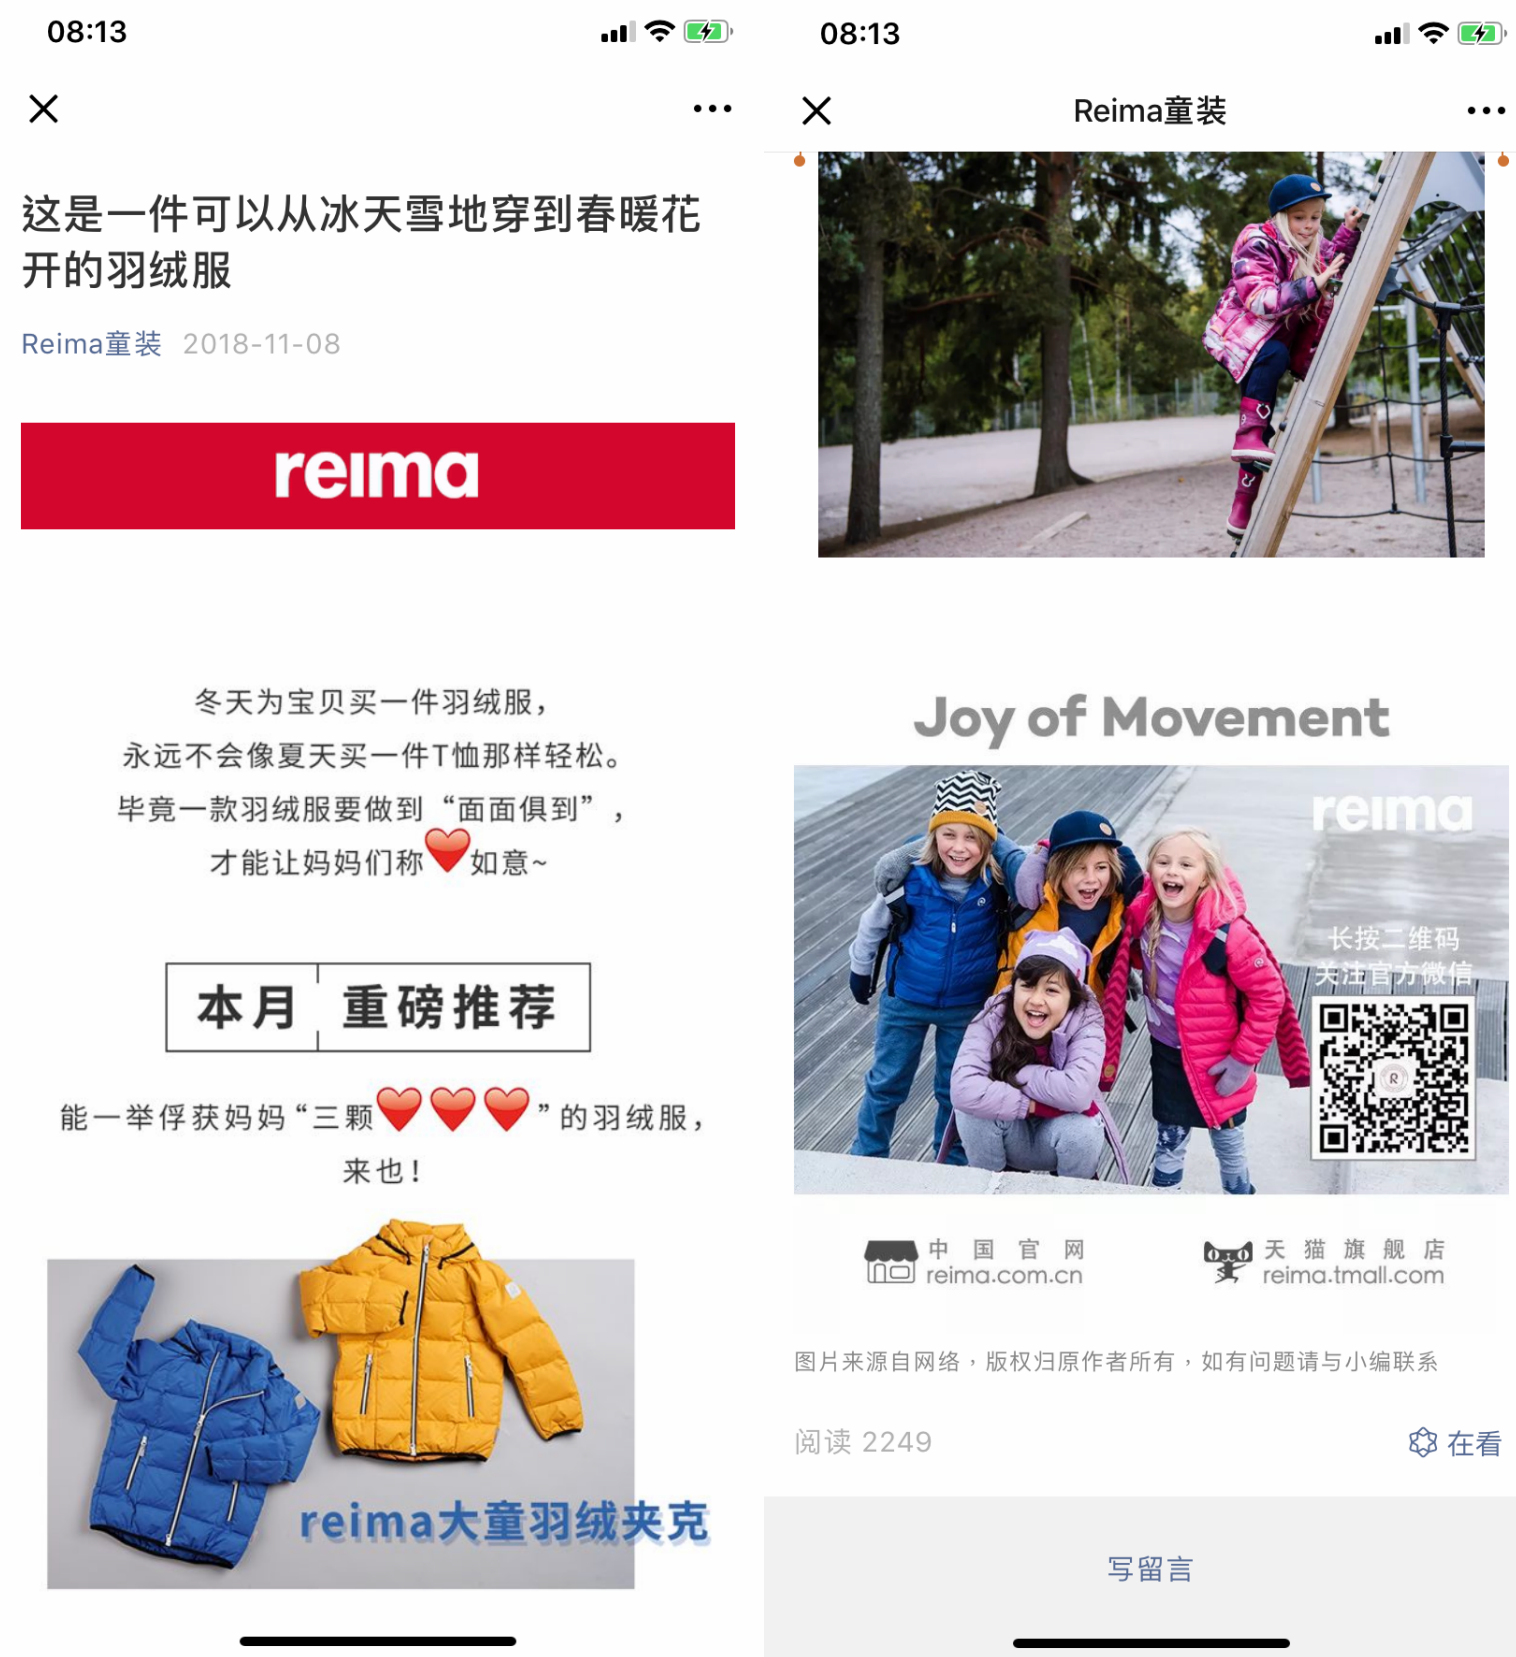 08:13
这是一件可以从冰天雪地穿到春暖花
开的羽绒服
Reima童装 2018-11-08
reima
冬天为宝贝买一件羽绒服，
永远不会像夏天买一件T恤那样轻松。
毕竟一款羽绒服要做到“面面俱到”，
才能让妈妈们称❤️如意~
本月 重磅推荐
能一举俘获妈妈“三颗❤️❤️❤️”的羽绒服，
来也！
reima大童羽绒夹克
08:13
Reima童装
Joy of Movement
reima
长按二维码
关注官方微信
R
中国官网
reima.com.cn
天猫旗舰店
reima.tmall.com
图片来源自网络，版权归原作者所有，如有问题请与小编联系
阅读 2249
在看
写留言